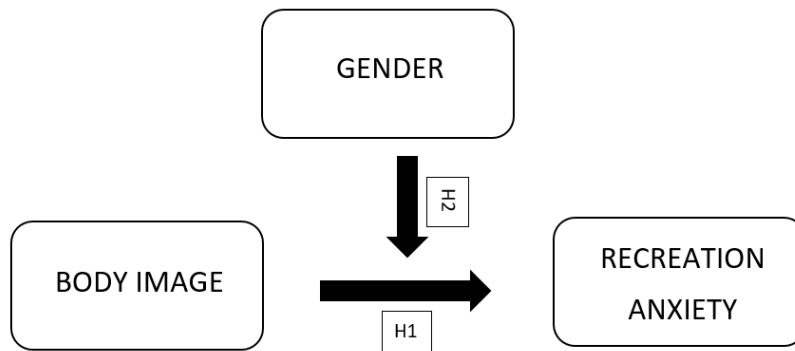 GENDER
H2
BODY IMAGE
RECREATION
ANXIETY
H1